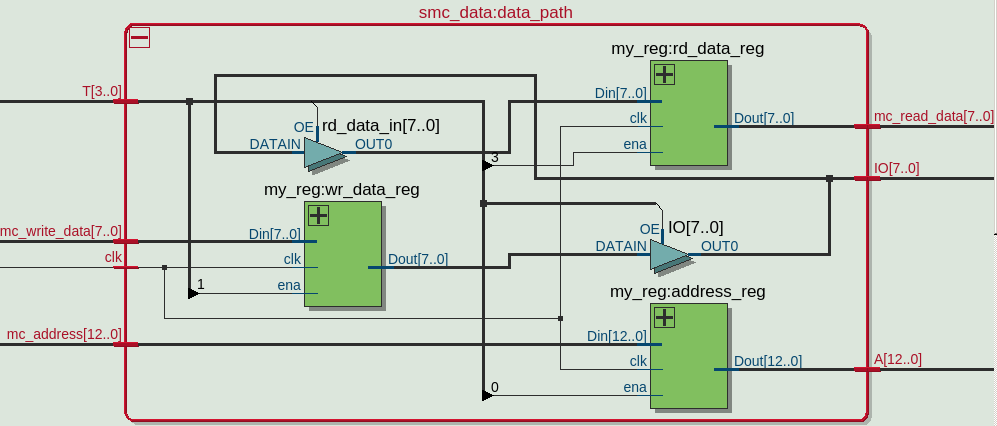 smc_data:data_path
my_reg:rd_data_reg
T[3..0]
Din[7..0]
clk
ena
Dout[7..0]
mc_read_data[7..0]
OE
rd_data_in[7..0]
DATAIN
OUT0
3
IO[7..0]
my_reg:wr_data_reg
mc_write_data[7..0]
clk
Din[7..0]
clk
ena
Dout[7..0]
1
OE
IO[7..0]
DATAIN
OUT0
my_reg:address_reg
mc_address[12..0]
Din[12..0]
clk
ena
Dout[12..0]
A[12..0]
0